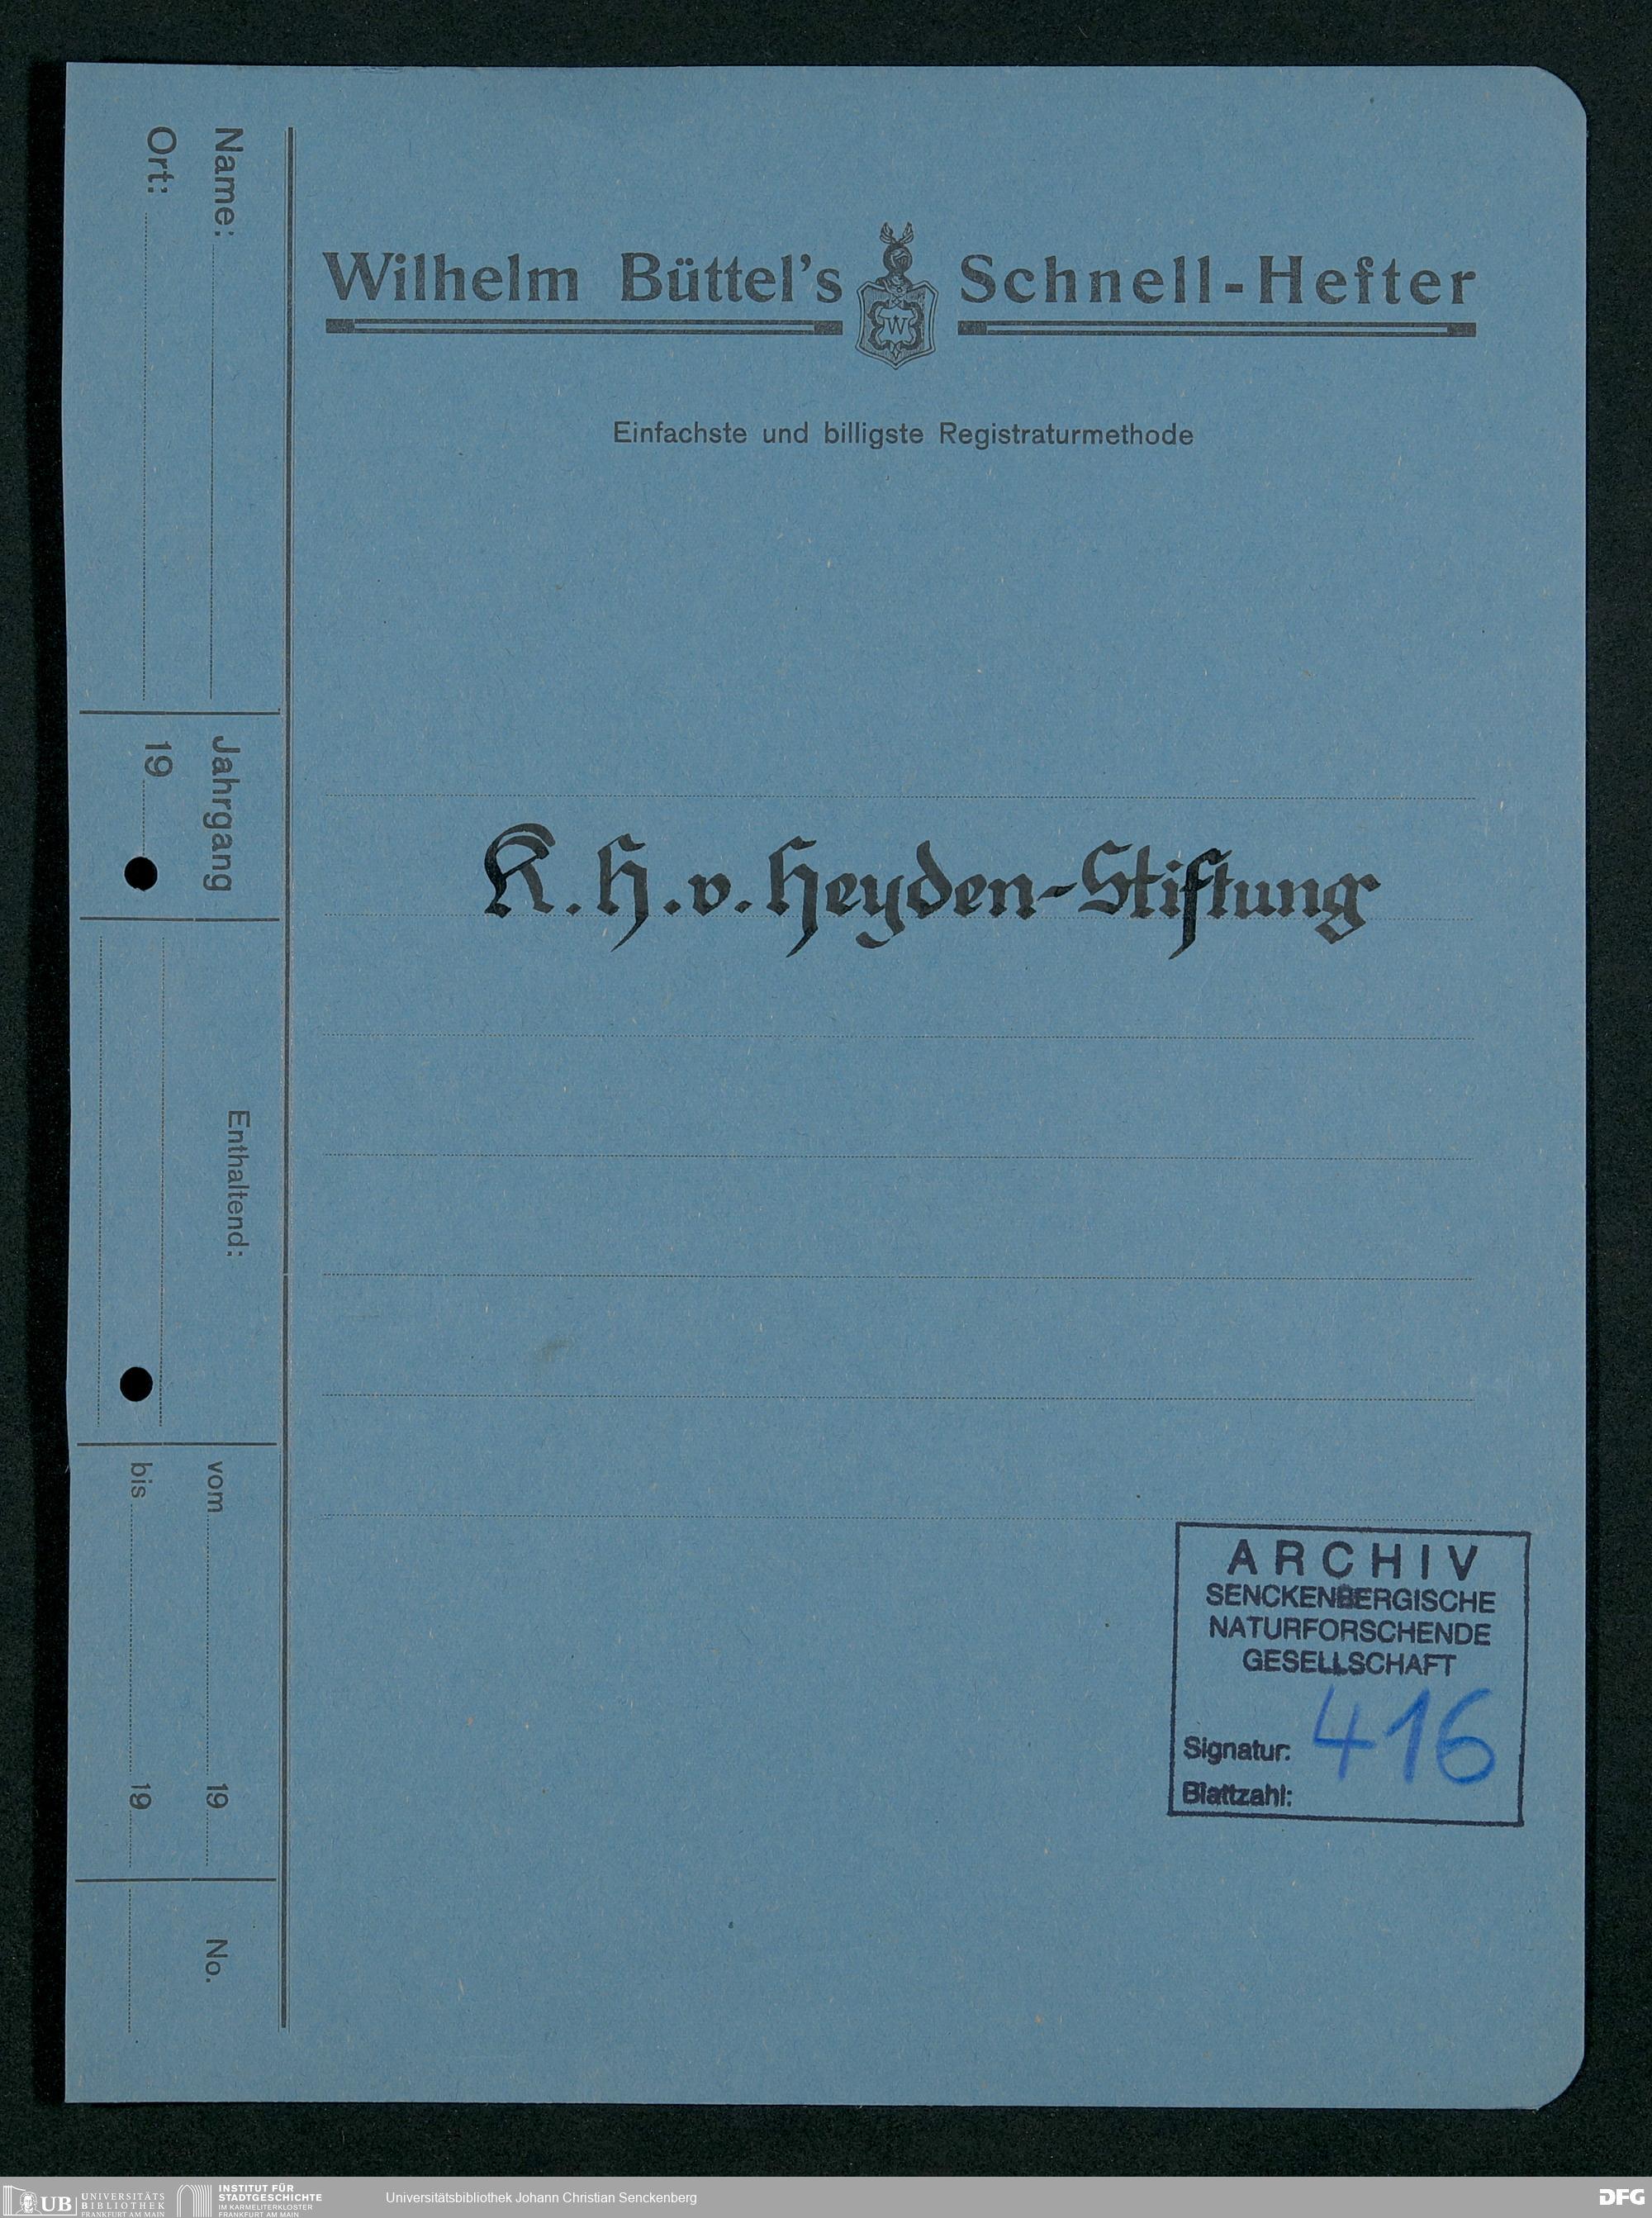 Wilhelm Büttel's Schnell-Hefter
W
Einfachste und billigste Registraturmethode
Name:
Ort:
Jahrgang
19
Enthaltend:
vom 19
bis 19
No.
K. H. v. Heyden-Stiftung
ARCHIV
SENCKENBERGISCHE
NATURFORSCHENDE
GESELLSCHAFT
Signatur: 416
Blattzahl:
UB
UNIVERSITÄTS
BIBLIOTHEK
FRANKFURT AM MAIN
INSTITUT FÜR
STADTGESCHICHTE
IM KARMELITERKLOSTER
FRANKFURT AM MAIN
Universitätsbibliothek Johann Christian Senckenberg
DFG